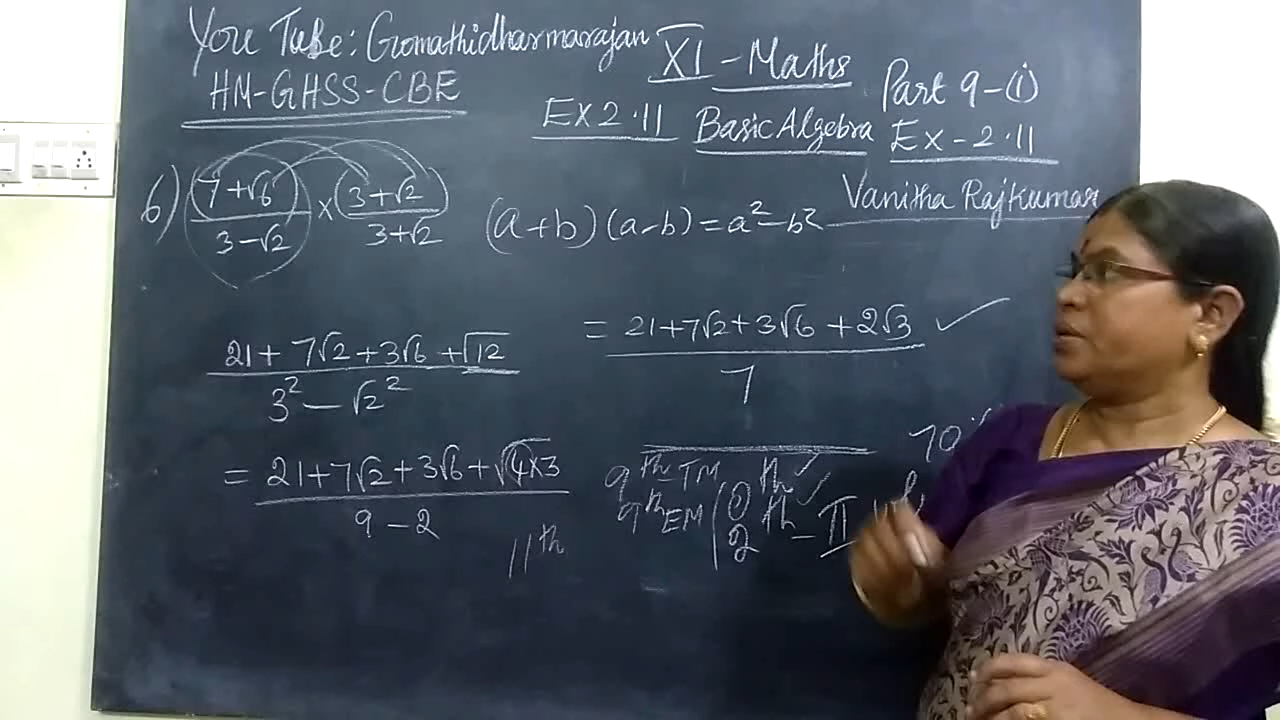 You Tube: Gomathidharmarajan
HM-GHSS-CBE
XI - Maths
Part 9-(i)
Ex 2.11 Basic Algebra Ex - 2.11
Vanitha Rajkumar
6) (7+√6)/(3-√2) × (3+√2)/(3+√2)
(a+b)(a-b) = a²-b²
(21+7√2+3√6+√12)/(3²-√2²)
= (21+7√2+3√6+√4×3)/(9-2)
= (21+7√2+3√6+2√3)/7 ✓
9th-TM 10th ✓
9th EM 12th - II
11th
70